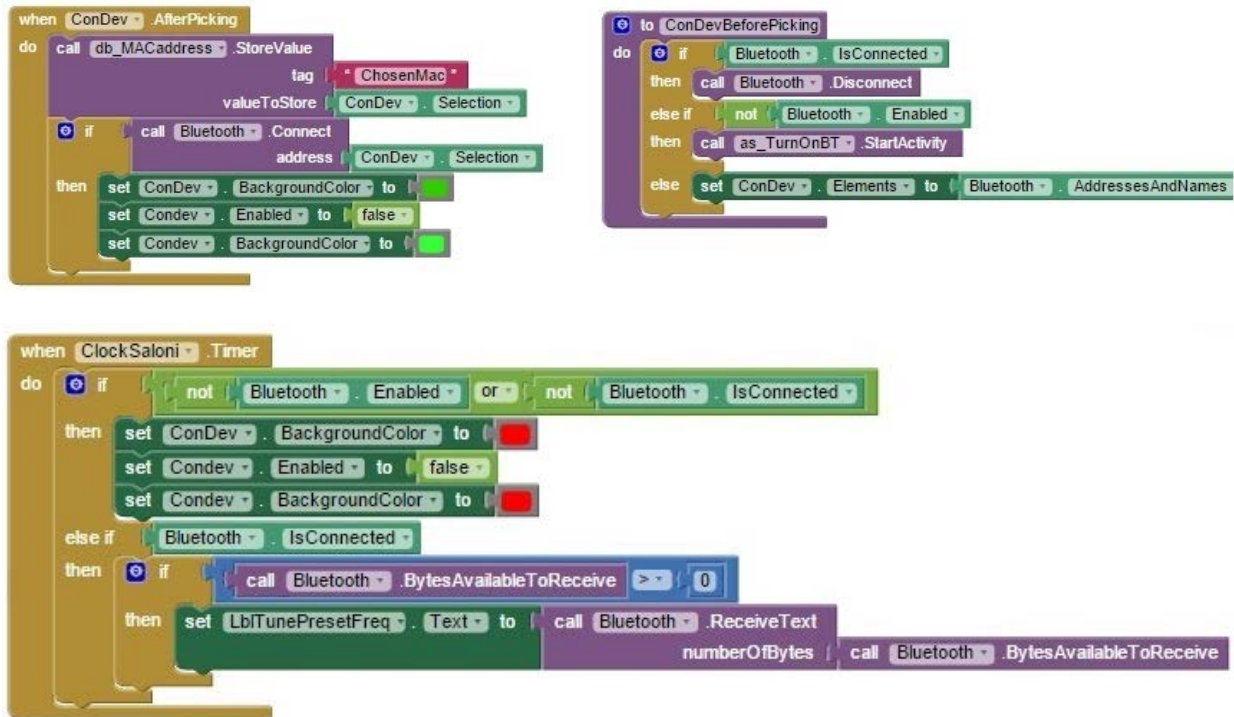 when ConDev .AfterPicking
do call db_MACaddress .StoreValue
tag " ChosenMac "
valueToStore ConDev . Selection
if call Bluetooth .Connect
address ConDev . Selection
then set ConDev . BackgroundColor to
set Condev . Enabled to false
set Condev . BackgroundColor to
to ConDevBeforePicking
do if Bluetooth . IsConnected
then call Bluetooth .Disconnect
else if not Bluetooth . Enabled
then call as_TurnOnBT .StartActivity
else set ConDev . Elements to Bluetooth . AddressesAndNames
when ClockSaloni .Timer
do if not Bluetooth . Enabled or not Bluetooth . IsConnected
then set ConDev . BackgroundColor to
set Condev . Enabled to false
set Condev . BackgroundColor to
else if Bluetooth . IsConnected
then if call Bluetooth .BytesAvailableToReceive > 0
then set LblTunePresetFreq . Text to call Bluetooth .ReceiveText
numberOfBytes call Bluetooth .BytesAvailableToReceive